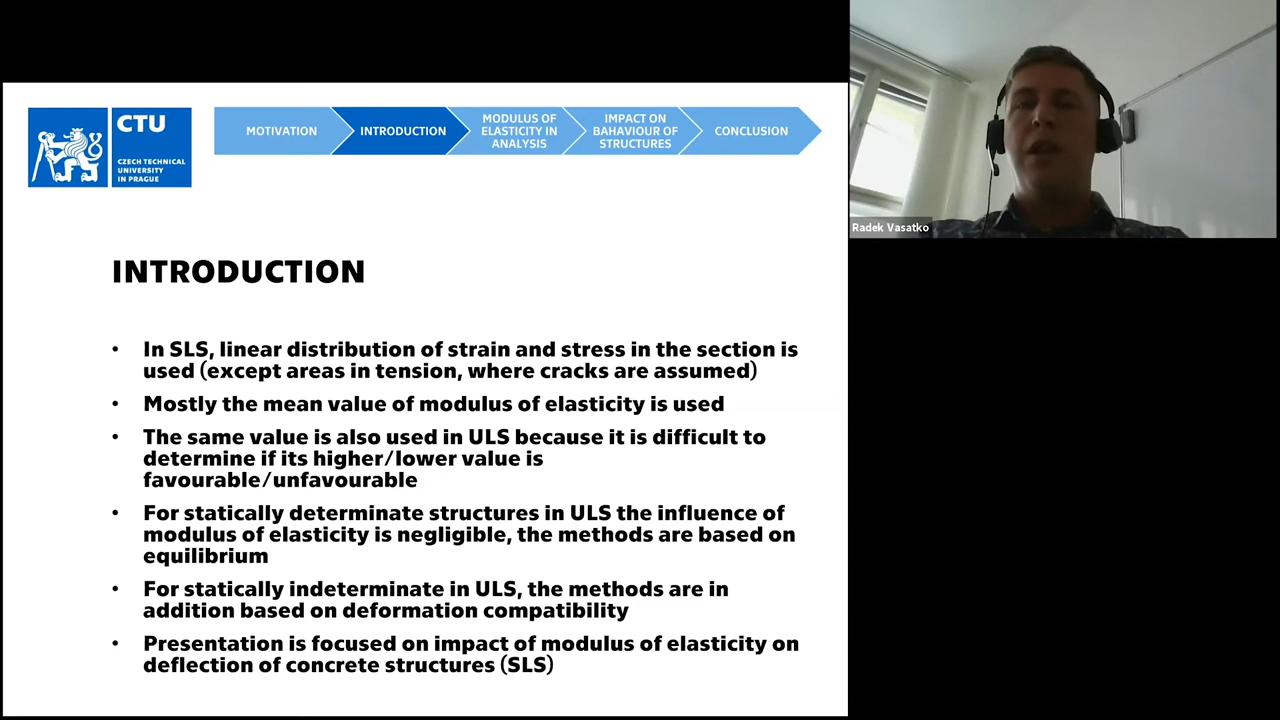 CTU
CZECH TECHNICAL
UNIVERSITY
IN PRAGUE
MOTIVATION
INTRODUCTION
MODULUS OF
ELASTICITY IN
ANALYSIS
IMPACT ON
BAHAVIOUR OF
STRUCTURES
CONCLUSION
Radek Vasatko
INTRODUCTION
• In SLS, linear distribution of strain and stress in the section is
used (except areas in tension, where cracks are assumed)
• Mostly the mean value of modulus of elasticity is used
• The same value is also used in ULS because it is difficult to
determine if its higher/lower value is
favourable/unfavourable
• For statically determinate structures in ULS the influence of
modulus of elasticity is negligible, the methods are based on
equilibrium
• For statically indeterminate in ULS, the methods are in
addition based on deformation compatibility
• Presentation is focused on impact of modulus of elasticity on
deflection of concrete structures (SLS)